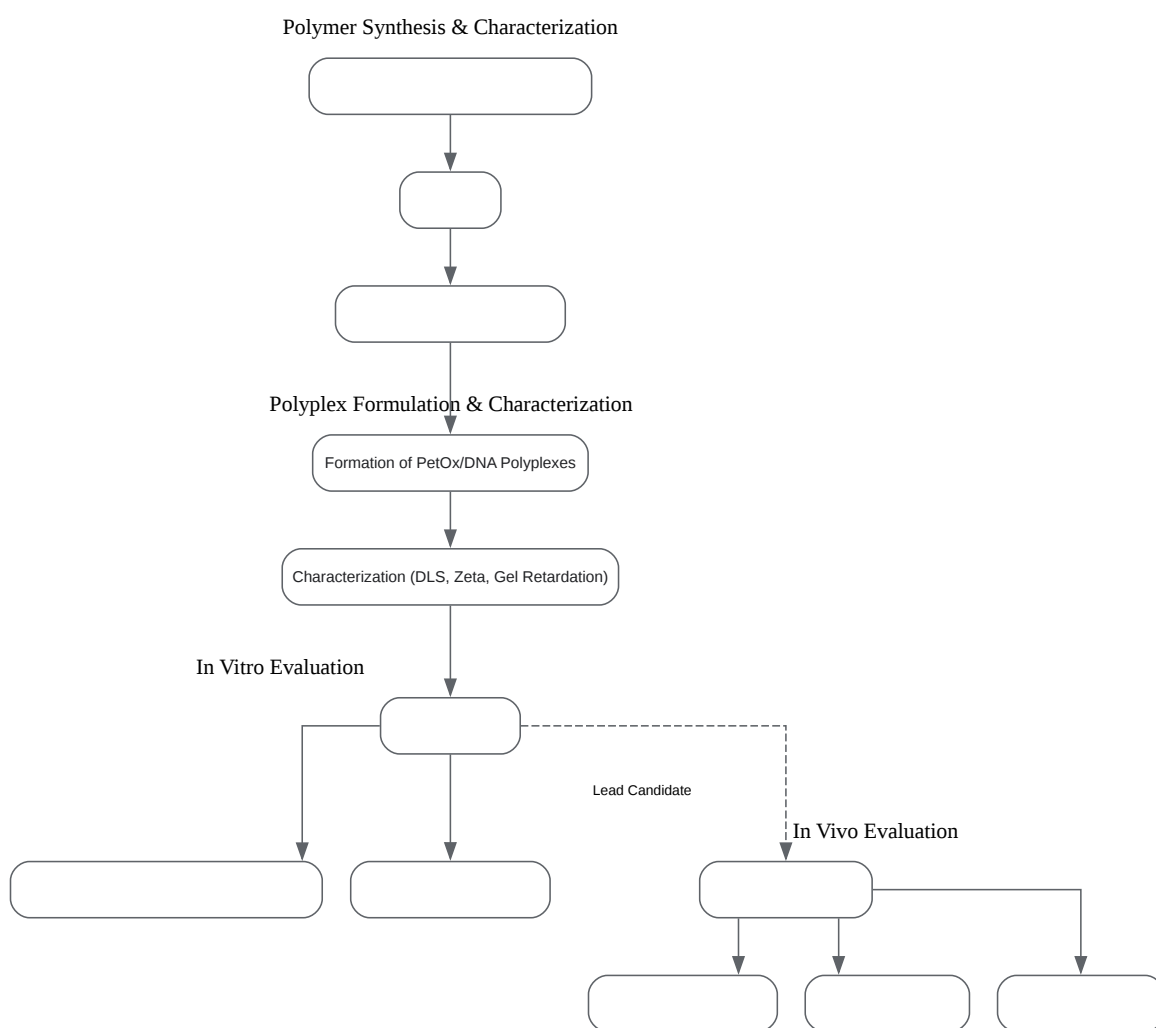 Polymer Synthesis & Characterization
Polyplex Formulation & Characterization
Formation of PetOx/DNA Polyplexes
Characterization (DLS, Zeta, Gel Retardation)
In Vitro Evaluation
Lead Candidate
In Vivo Evaluation